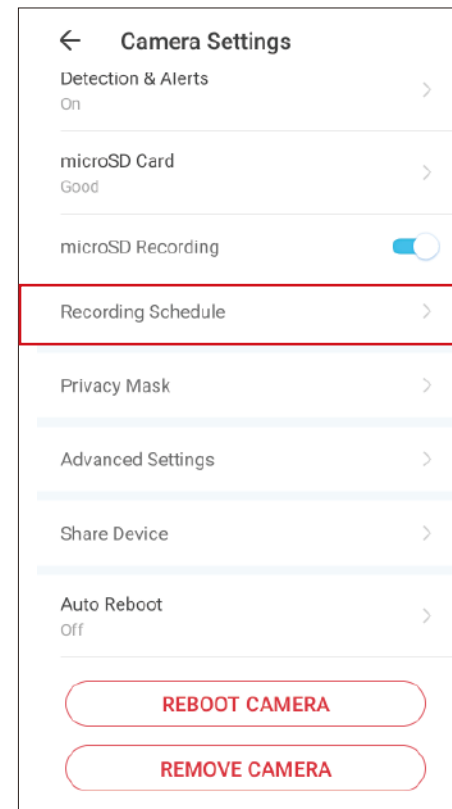 Camera Settings
Detection & Alerts
On
microSD Card
Good
microSD Recording
Recording Schedule
Privacy Mask
Advanced Settings
Share Device
Auto Reboot
Off
REBOOT CAMERA
REMOVE CAMERA